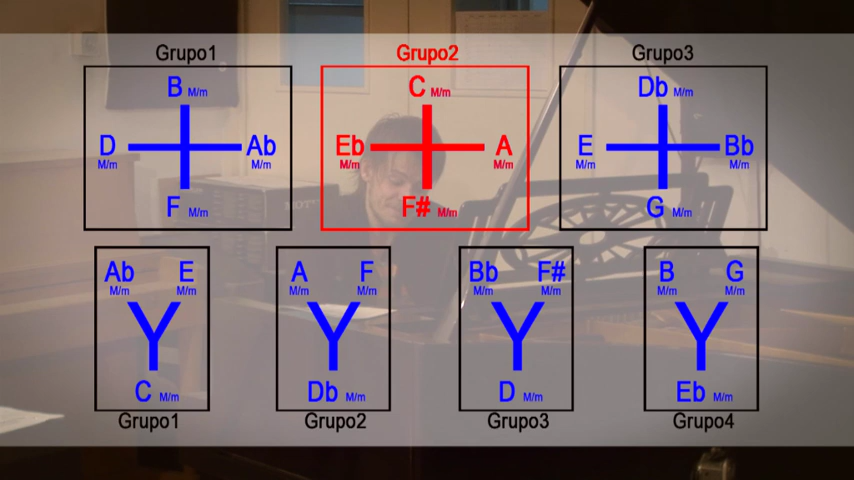 Grupo1
B M/m
D M/m
Ab M/m
F M/m
Grupo2
C M/m
Eb M/m
A M/m
F# M/m
Grupo3
Db M/m
E M/m
Bb M/m
G M/m
Ab M/m
E M/m
C M/m
Grupo1
A M/m
F M/m
Db M/m
Grupo2
Bb M/m
F# M/m
D M/m
Grupo3
B M/m
G M/m
Eb M/m
Grupo4